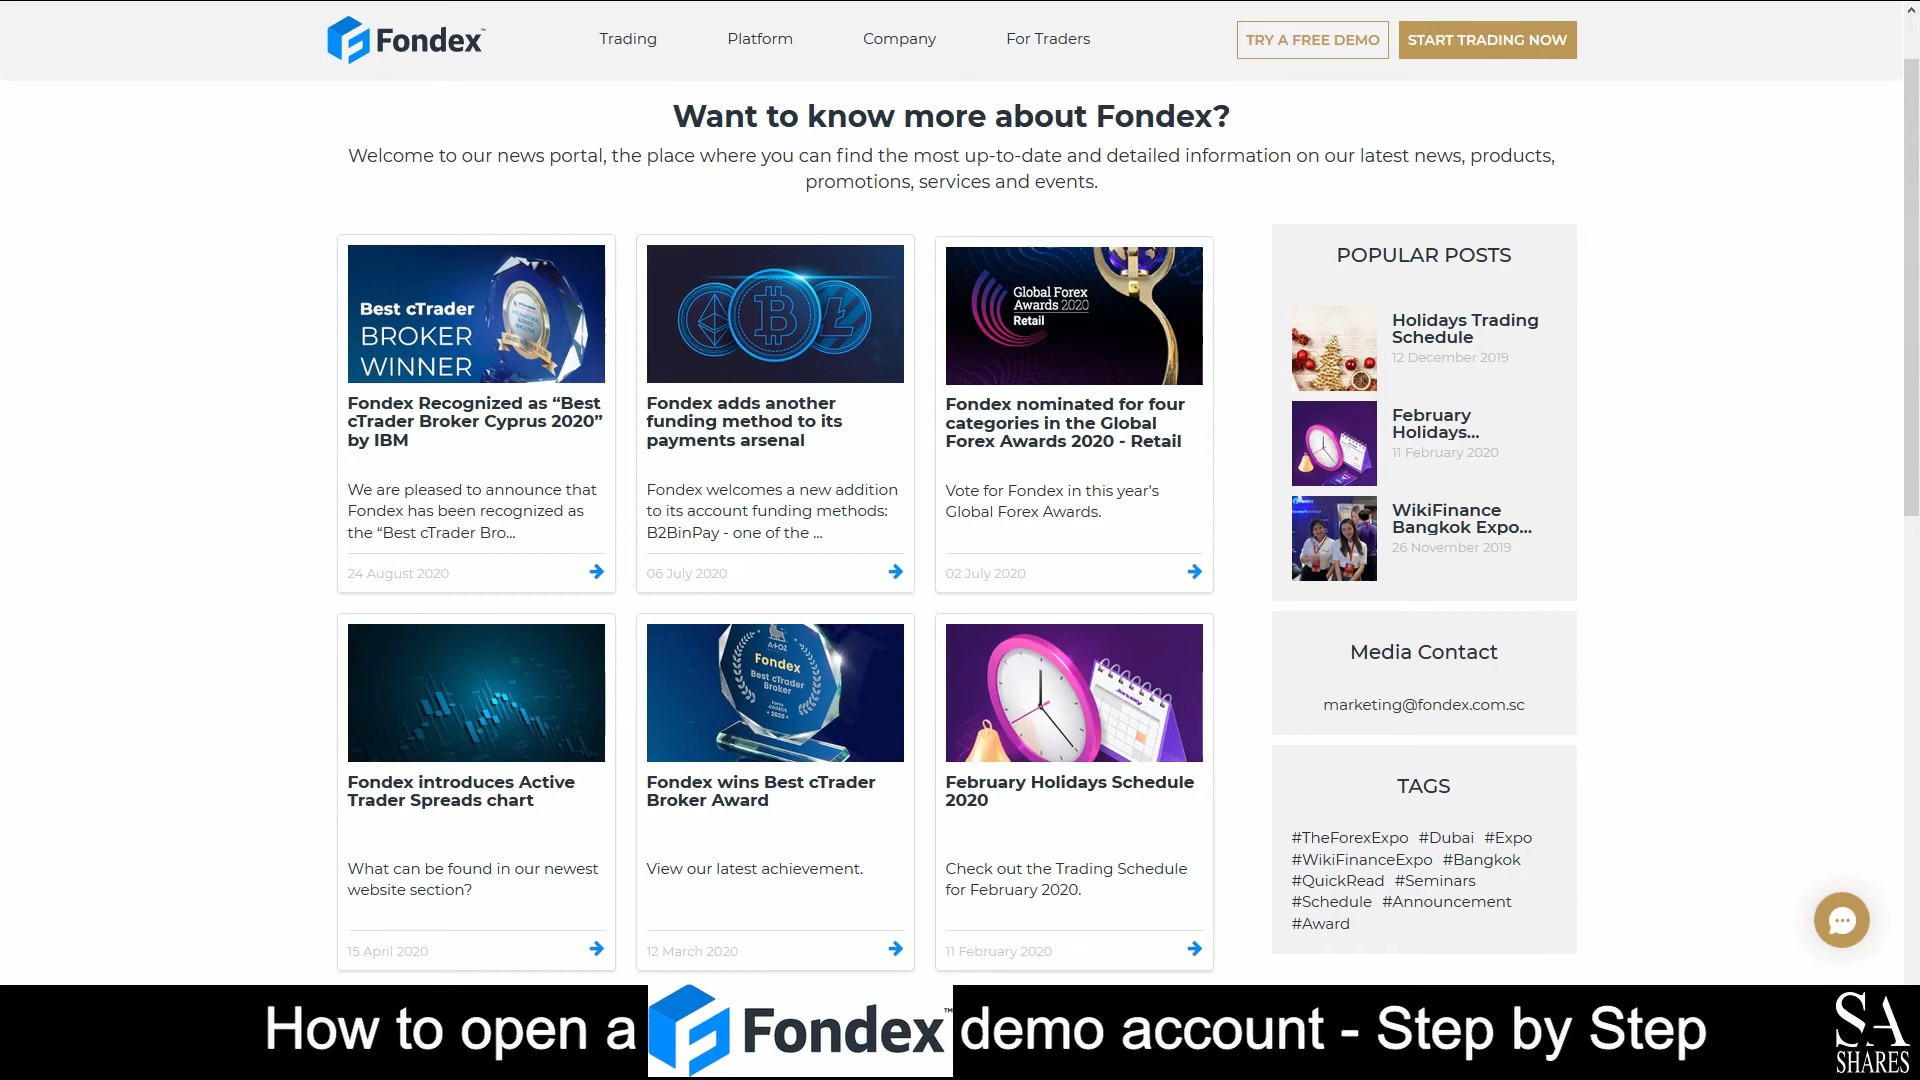 Fondex
Trading
Platform
Company
For Traders
TRY A FREE DEMO
START TRADING NOW
Want to know more about Fondex?
Welcome to our news portal, the place where you can find the most up-to-date and detailed information on our latest news, products,
promotions, services and events.
Best cTrader
BROKER
WINNER
Fondex Recognized as “Best
cTrader Broker Cyprus 2020”
by IBM
We are pleased to announce that
Fondex has been recognized as
the “Best cTrader Bro...
24 August 2020
Fondex adds another
funding method to its
payments arsenal
Fondex welcomes a new addition
to its account funding methods:
B2BinPay - one of the ...
06 July 2020
Global Forex
Awards 2020
Retail
Fondex nominated for four
categories in the Global
Forex Awards 2020 - Retail
Vote for Fondex in this year's
Global Forex Awards.
02 July 2020
Fondex introduces Active
Trader Spreads chart
What can be found in our newest
website section?
15 April 2020
Fondex
Best cTrader
Broker
2020
Fondex wins Best cTrader
Broker Award
View our latest achievement.
12 March 2020
February Holidays Schedule
2020
Check out the Trading Schedule
for February 2020.
11 February 2020
POPULAR POSTS
Holidays Trading
Schedule
12 December 2019
February
Holidays...
11 February 2020
WikiFinance
Bangkok Expo...
26 November 2019
Media Contact
marketing@fondex.com.sc
TAGS
#TheForexExpo #Dubai #Expo
#WikiFinanceExpo #Bangkok
#QuickRead #Seminars
#Schedule #Announcement
#Award
How to open a Fondex™ demo account - Step by Step
SA
SHARES